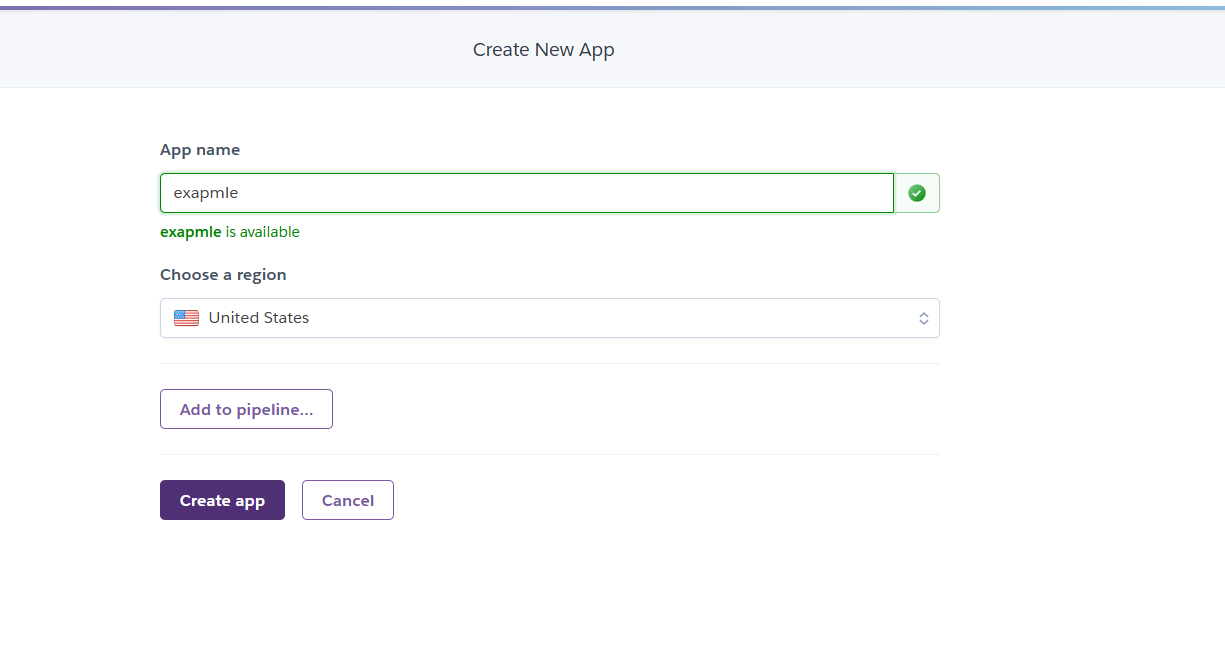 Create New App
App name
exapmle
exapmle is available
Choose a region
United States
Add to pipeline...
Create app
Cancel